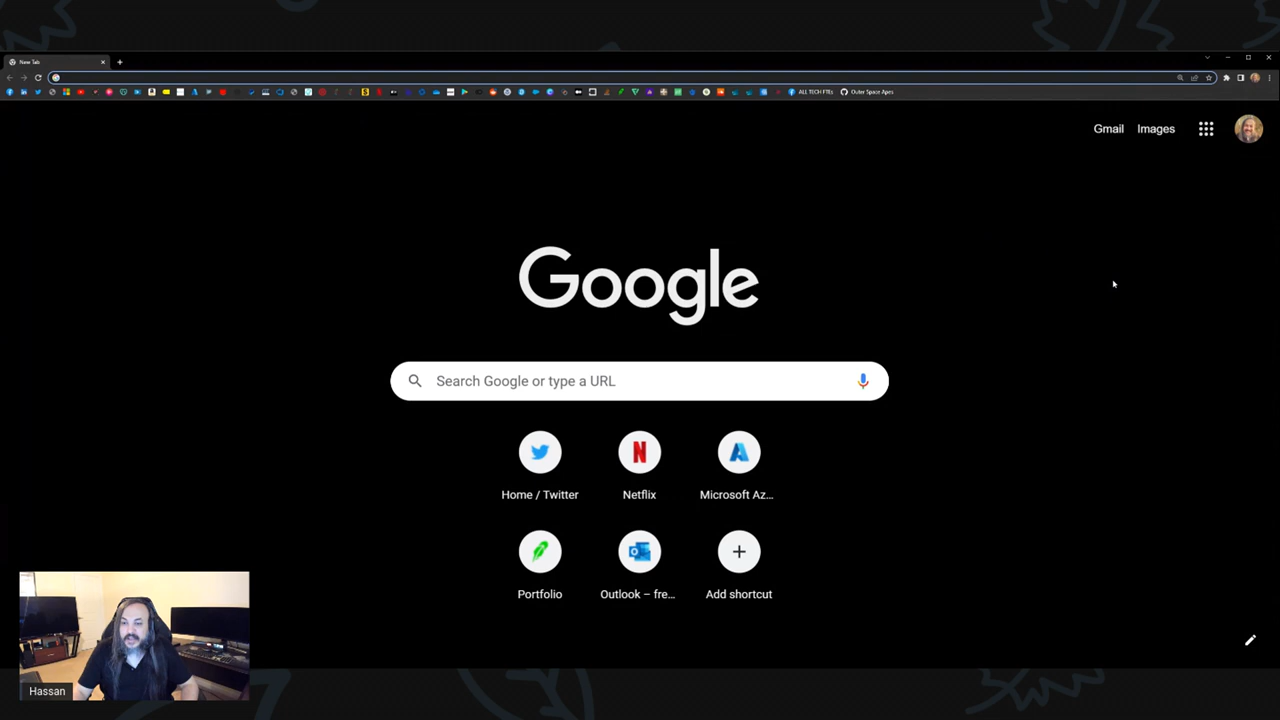 New Tab
ALL TECH FTEs
Outer Space Apes
Gmail
Images
Google
Search Google or type a URL
Home / Twitter
Netflix
Microsoft Az...
Portfolio
Outlook – fre...
Add shortcut
Hassan